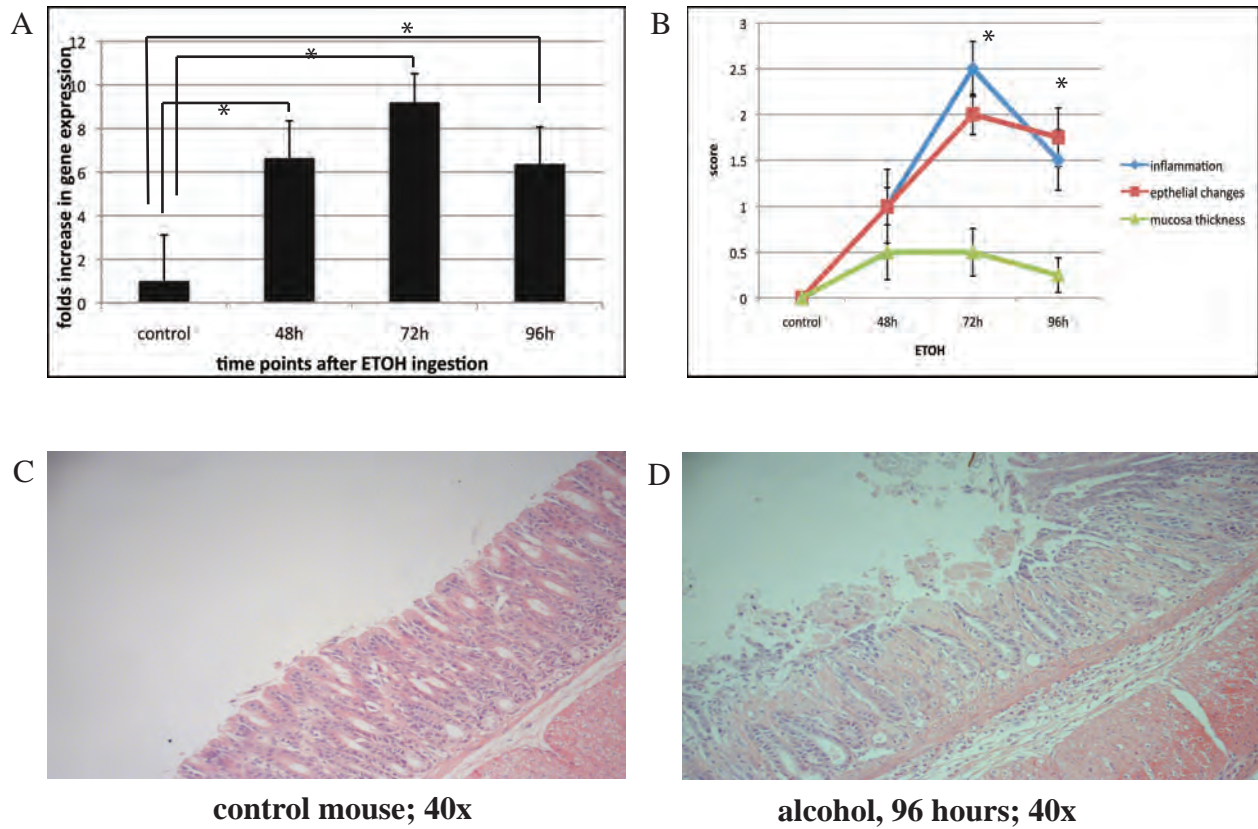 A
folds increase in gene expression
12
10
8
6
4
2
0
*
*
*
control 48h 72h 96h
time points after ETOH ingestion
B
score
3
2.5
2
1.5
1
0.5
0
*
*
control 48h 72h 96h
ETOH
inflammation
epthelial changes
mucosa thickness
C
control mouse; 40x
D
alcohol, 96 hours; 40x